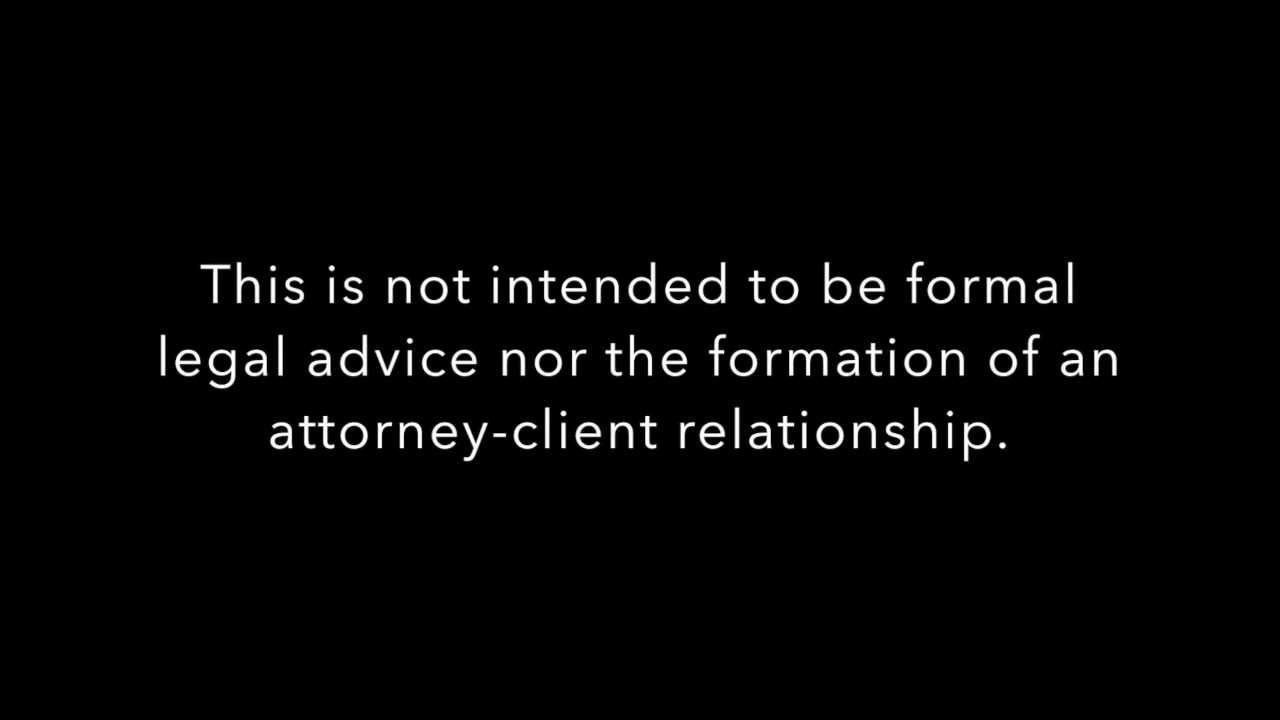 This is not intended to be formal
legal advice nor the formation of an
attorney-client relationship.